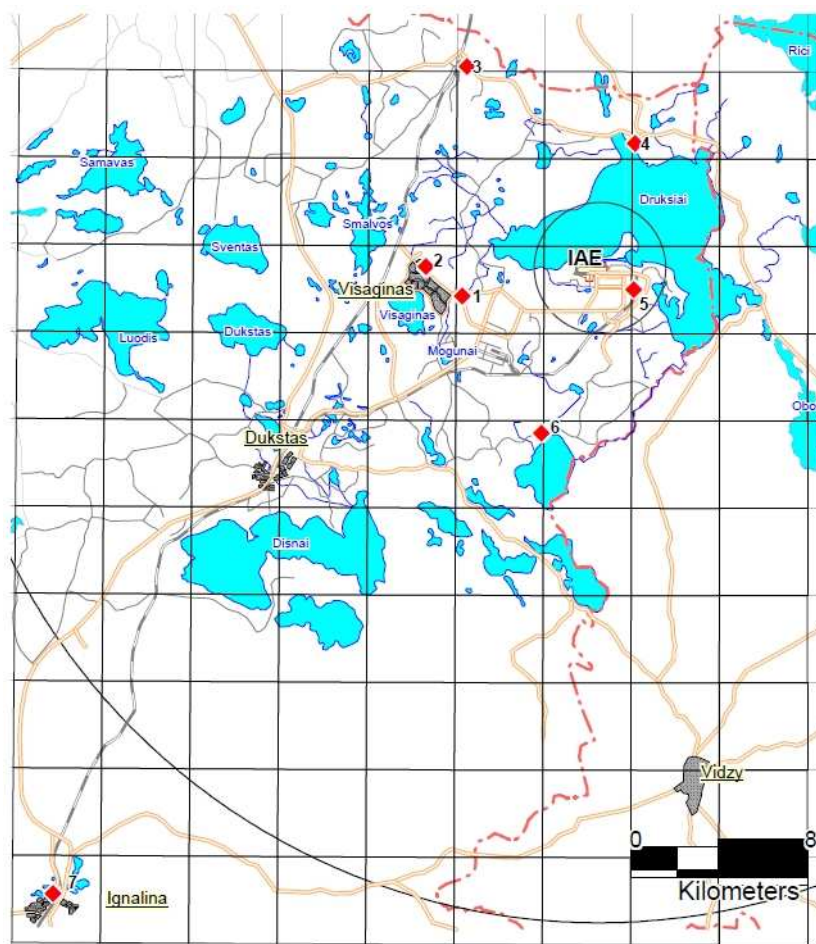 Rici
3
4
Samavas
Druksiai
Smalvos
Sventas
IAE
2
Visaginas
1
5
Visaginas
Luodis
Dukstas
Mogunai
Obo
6
Dukstas
Disnai
Vidzy
0 8
Kilometers
7
Ignalina